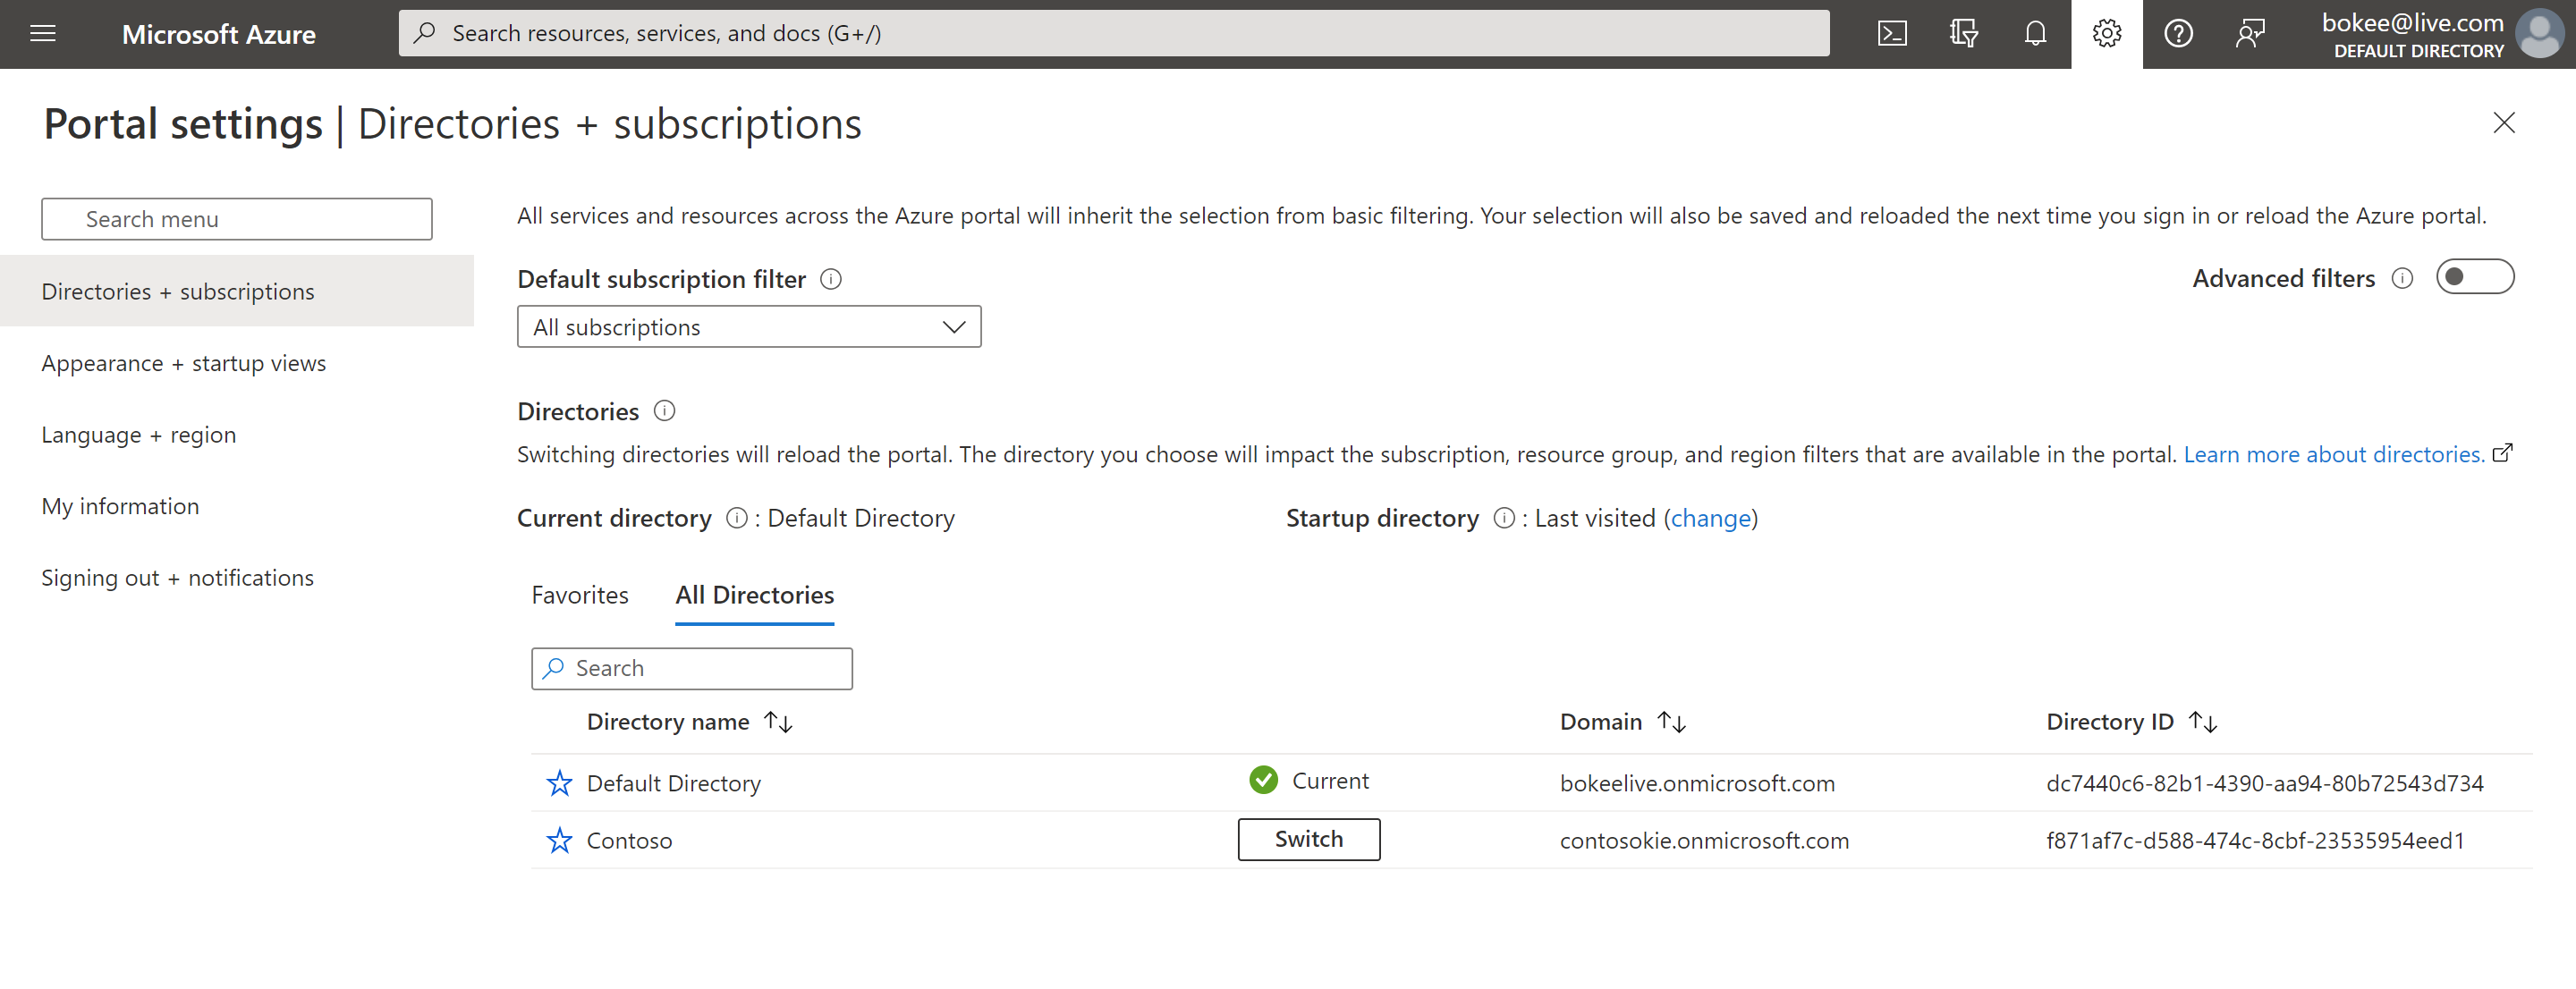 Microsoft Azure
Search resources, services, and docs (G+/)
bokee@live.com
DEFAULT DIRECTORY
Portal settings | Directories + subscriptions
Search menu
Directories + subscriptions
Appearance + startup views
Language + region
My information
Signing out + notifications
All services and resources across the Azure portal will inherit the selection from basic filtering. Your selection will also be saved and reloaded the next time you sign in or reload the Azure portal.
Default subscription filter
Advanced filters
All subscriptions
Directories
Switching directories will reload the portal. The directory you choose will impact the subscription, resource group, and region filters that are available in the portal. Learn more about directories.
Current directory : Default Directory
Startup directory : Last visited (change)
Favorites
All Directories
Search
Directory name
Domain
Directory ID
Default Directory
Current
bokeelive.onmicrosoft.com
dc7440c6-82b1-4390-aa94-80b72543d734
Contoso
Switch
contosokie.onmicrosoft.com
f871af7c-d588-474c-8cbf-23535954eed1